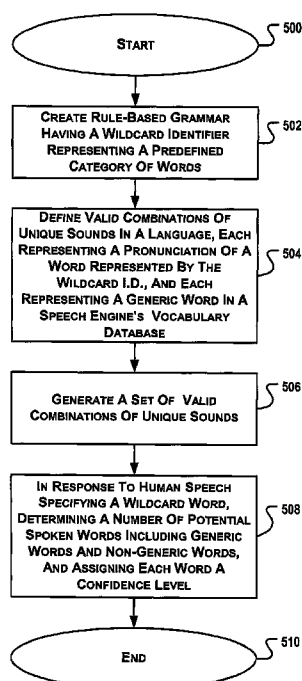 START
500
CREATE RULE-BASED GRAMMAR
HAVING A WILDCARD IDENTIFIER
REPRESENTING A PREDEFINED
CATEGORY OF WORDS
502
DEFINE VALID COMBINATIONS OF
UNIQUE SOUNDS IN A LANGUAGE, EACH
REPRESENTING A PRONUNCIATION OF A
WORD REPRESENTED BY THE
WILDCARD I.D., AND EACH
REPRESENTING A GENERIC WORD IN A
SPEECH ENGINE'S VOCABULARY
DATABASE
504
GENERATE A SET OF VALID
COMBINATIONS OF UNIQUE SOUNDS
506
IN RESPONSE TO HUMAN SPEECH
SPECIFYING A WILDCARD WORD,
DETERMINING A NUMBER OF POTENTIAL
SPOKEN WORDS INCLUDING GENERIC
WORDS AND NON-GENERIC WORDS,
AND ASSIGNING EACH WORD A
CONFIDENCE LEVEL
508
END
510